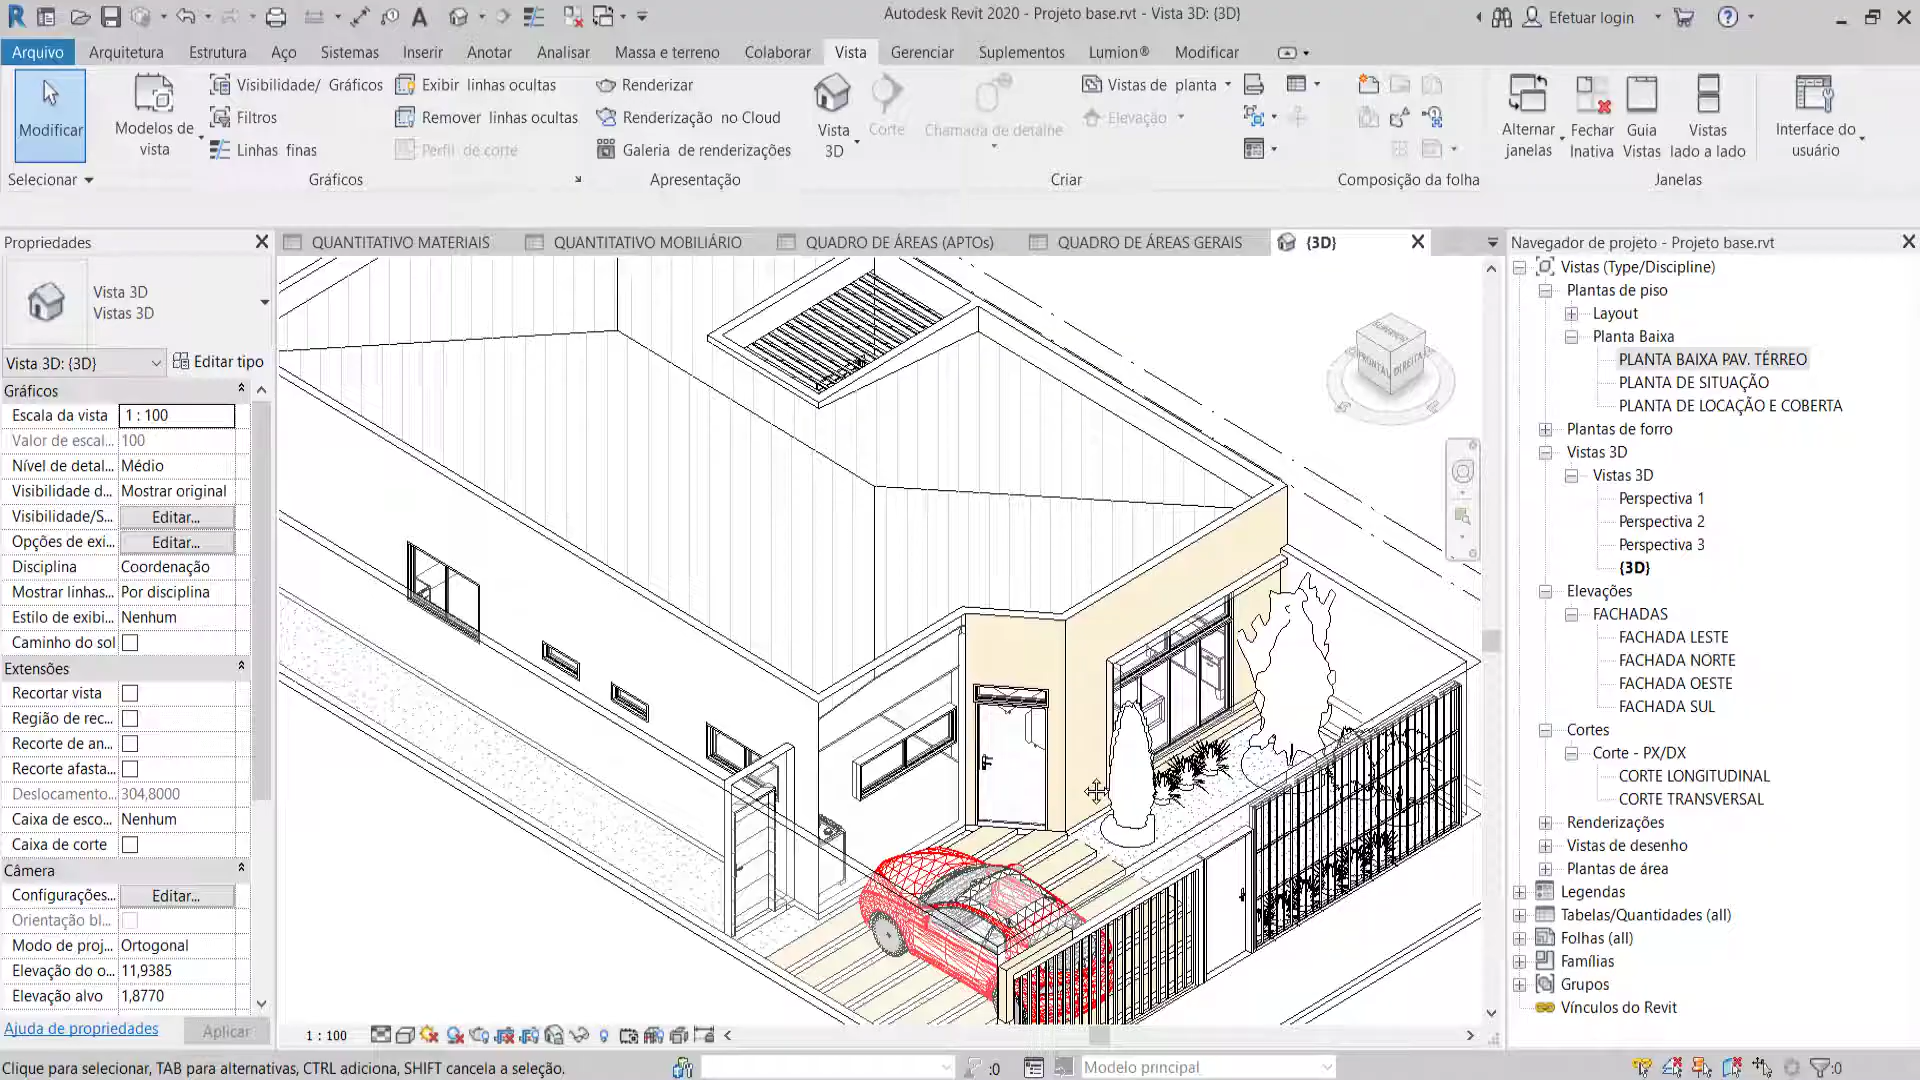 Autodesk Revit 2020 - Projeto base.rvt - Vista 3D: {3D}
Efetuar login
Arquivo Arquitetura Estrutura Aço Sistemas Inserir Anotar Analisar Massa e terreno Colaborar Vista Gerenciar Suplementos Lumion® Modificar
Modificar
Modelos de vista
Visibilidade/ Gráficos
Filtros
Linhas finas
Exibir linhas ocultas
Remover linhas ocultas
Perfil de corte
Renderizar
Renderização no Cloud
Galeria de renderizações
Vista 3D
Corte
Chamada de detalhe
Vistas de planta
Elevação
Alternar janelas
Fechar Inativa
Guia Vistas
Vistas lado a lado
Interface do usuário
Selecionar
Gráficos
Apresentação
Criar
Composição da folha
Janelas
Propriedades
QUANTITATIVO MATERIAIS
QUANTITATIVO MOBILIÁRIO
QUADRO DE ÁREAS (APTOs)
QUADRO DE ÁREAS GERAIS
{3D}
Navegador de projeto - Projeto base.rvt
Vista 3D
Vistas 3D
Vista 3D: {3D}
Editar tipo
Gráficos
Escala da vista 1 : 100
Valor de escal... 100
Nível de detal... Médio
Visibilidade d... Mostrar original
Visibilidade/S... Editar...
Opções de exi... Editar...
Disciplina Coordenação
Mostrar linhas... Por disciplina
Estilo de exibi... Nenhum
Caminho do sol
Extensões
Recortar vista
Região de rec...
Recorte de an...
Recorte afasta...
Deslocamento... 304,8000
Caixa de esco... Nenhum
Caixa de corte
Câmera
Configurações... Editar...
Orientação bl...
Modo de proj... Ortogonal
Elevação do o... 11,9385
Elevação alvo 1,8770
Ajuda de propriedades
Aplicar
SUPERIOR
FRONTAL
DIREITA
Vistas (Type/Discipline)
Plantas de piso
Layout
Planta Baixa
PLANTA BAIXA PAV. TÉRREO
PLANTA DE SITUAÇÃO
PLANTA DE LOCAÇÃO E COBERTA
Plantas de forro
Vistas 3D
Vistas 3D
Perspectiva 1
Perspectiva 2
Perspectiva 3
{3D}
Elevações
FACHADAS
FACHADA LESTE
FACHADA NORTE
FACHADA OESTE
FACHADA SUL
Cortes
Corte - PX/DX
CORTE LONGITUDINAL
CORTE TRANSVERSAL
Renderizações
Vistas de desenho
Plantas de área
Legendas
Tabelas/Quantidades (all)
Folhas (all)
Famílias
Grupos
Vínculos do Revit
1 : 100
Clique para selecionar, TAB para alternativas, CTRL adiciona, SHIFT cancela a seleção.
:0
Modelo principal
:0